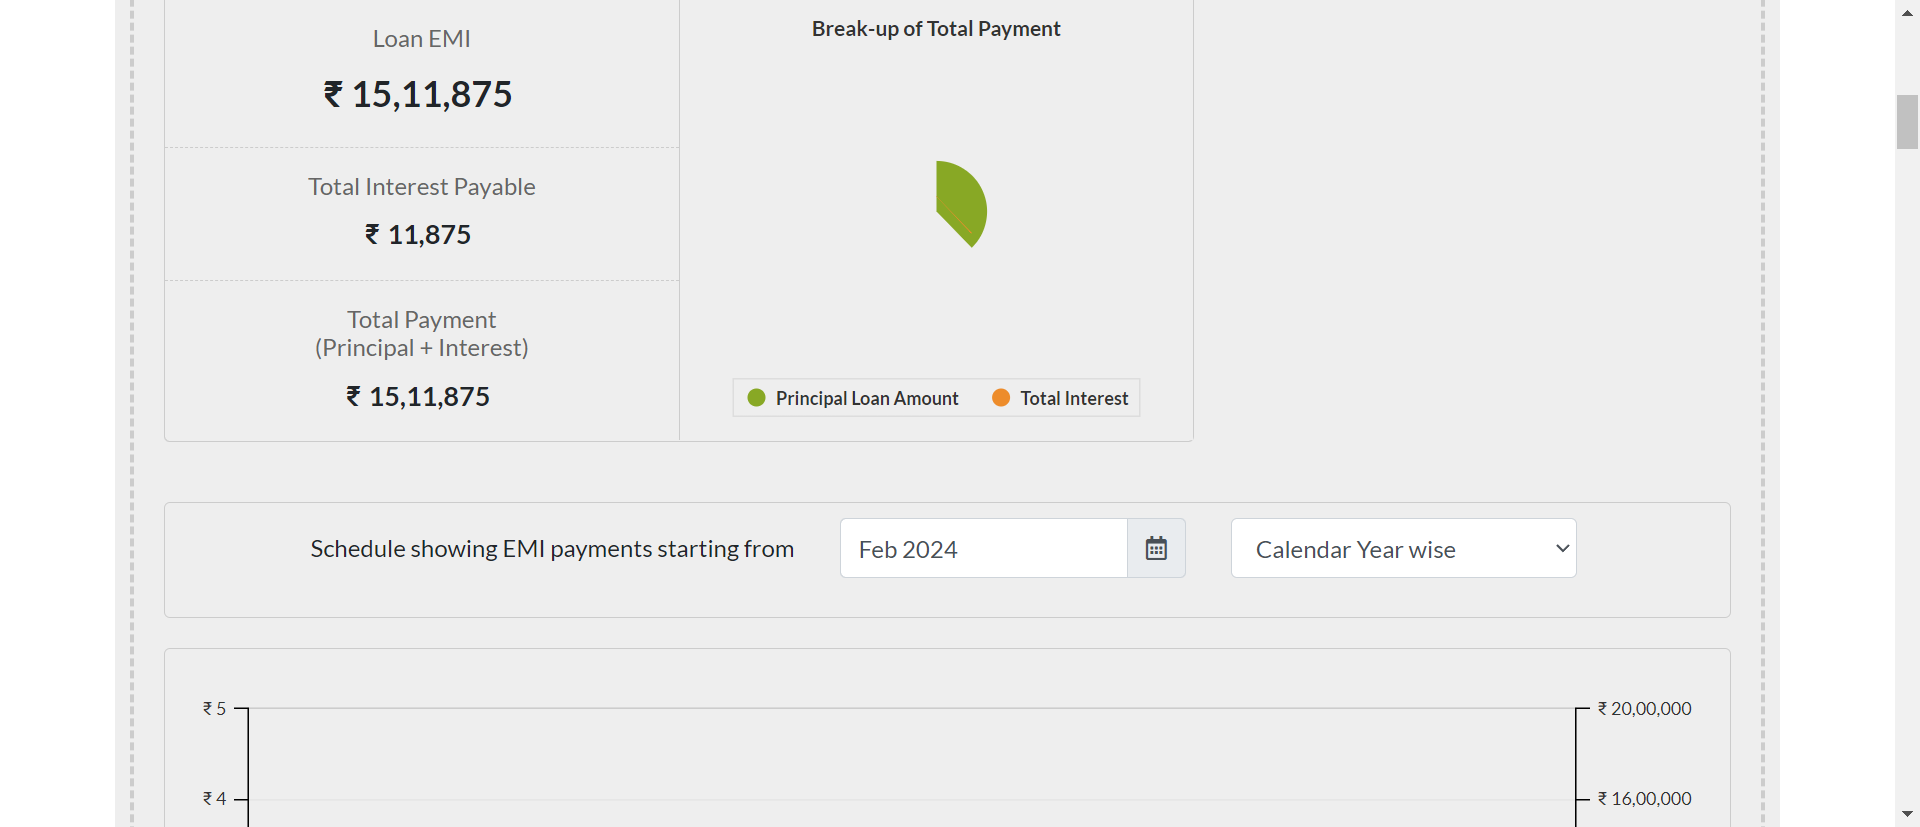 Loan EMI
₹ 15,11,875
Total Interest Payable
₹ 11,875
Total Payment
(Principal + Interest)
₹ 15,11,875
Break-up of Total Payment
Principal Loan Amount
Total Interest
Schedule showing EMI payments starting from
Feb 2024
Calendar Year wise
₹ 5
₹ 20,00,000
₹ 4
₹ 16,00,000